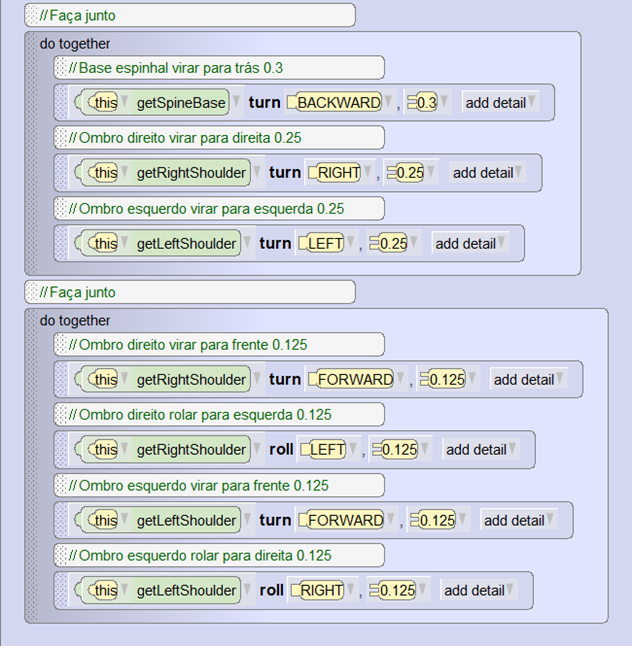 //Faça junto
do together
//Base espinhal virar para trás 0.3
this getSpineBase turn BACKWARD , 0.3 add detail
//Ombro direito virar para direita 0.25
this getRightShoulder turn RIGHT , 0.25 add detail
//Ombro esquerdo virar para esquerda 0.25
this getLeftShoulder turn LEFT , 0.25 add detail
//Faça junto
do together
//Ombro direito virar para frente 0.125
this getRightShoulder turn FORWARD , 0.125 add detail
//Ombro direito rolar para esquerda 0.125
this getRightShoulder roll LEFT , 0.125 add detail
//Ombro esquerdo virar para frente 0.125
this getLeftShoulder turn FORWARD , 0.125 add detail
//Ombro esquerdo rolar para direita 0.125
this getLeftShoulder roll RIGHT , 0.125 add detail